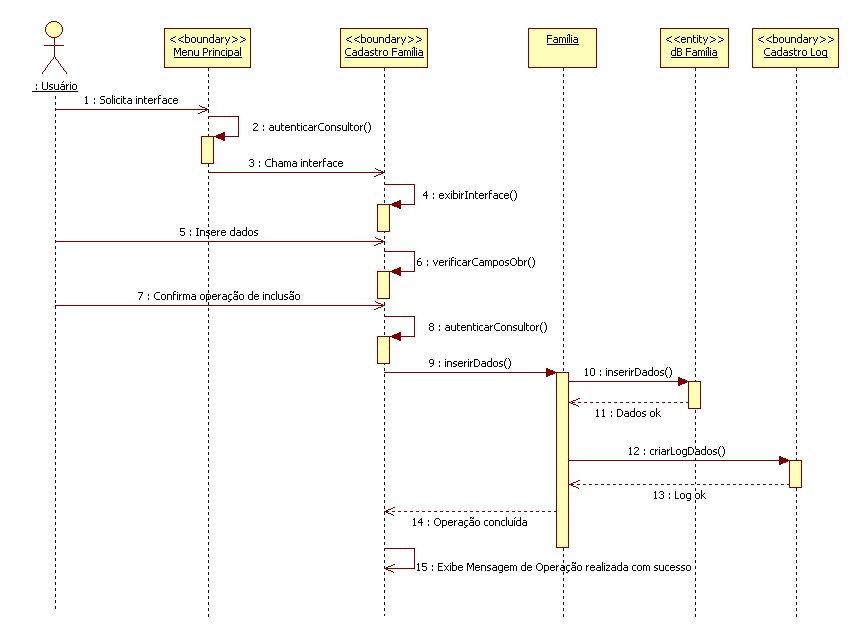 <<boundary>>
Menu Principal
<<boundary>>
Cadastro Família
Família
<<entity>>
dB Família
<<boundary>>
Cadastro Log
: Usuário
1 : Solicita interface
2 : autenticarConsultor()
3 : Chama interface
4 : exibirInterface()
5 : Insere dados
6 : verificarCamposObr()
7 : Confirma operação de inclusão
8 : autenticarConsultor()
9 : inserirDados()
10 : inserirDados()
11 : Dados ok
12 : criarLogDados()
13 : Log ok
14 : Operação concluída
15 : Exibe Mensagem de Operação realizada com sucesso